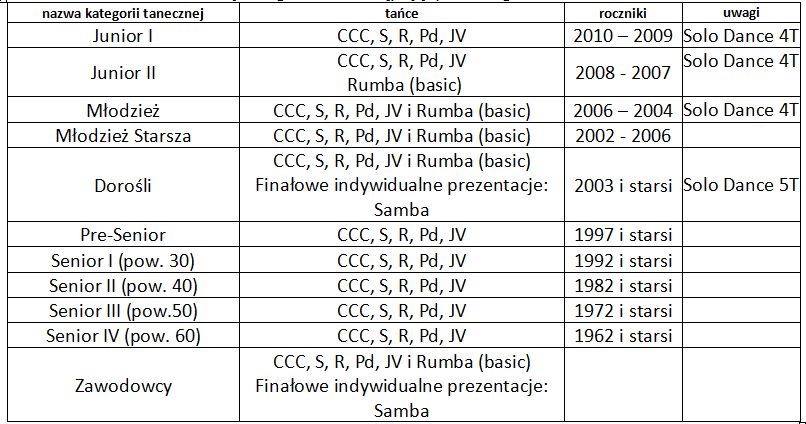 nazwa kategorii tanecznej tańce roczniki uwagi
Junior I CCC, S, R, Pd, JV 2010 – 2009 Solo Dance 4T
Junior II CCC, S, R, Pd, JV 2008 - 2007 Solo Dance 4T
Rumba (basic)
Młodzież CCC, S, R, Pd, JV i Rumba (basic) 2006 – 2004 Solo Dance 4T
Młodzież Starsza CCC, S, R, Pd, JV i Rumba (basic) 2002 - 2006
Dorośli CCC, S, R, Pd, JV i Rumba (basic) 2003 i starsi Solo Dance 5T
Finałowe indywidualne prezentacje:
Samba
Pre-Senior CCC, S, R, Pd, JV 1997 i starsi
Senior I (pow. 30) CCC, S, R, Pd, JV 1992 i starsi
Senior II (pow. 40) CCC, S, R, Pd, JV 1982 i starsi
Senior III (pow.50) CCC, S, R, Pd, JV 1972 i starsi
Senior IV (pow. 60) CCC, S, R, Pd, JV 1962 i starsi
Zawodowcy CCC, S, R, Pd, JV i Rumba (basic)
Finałowe indywidualne prezentacje:
Samba